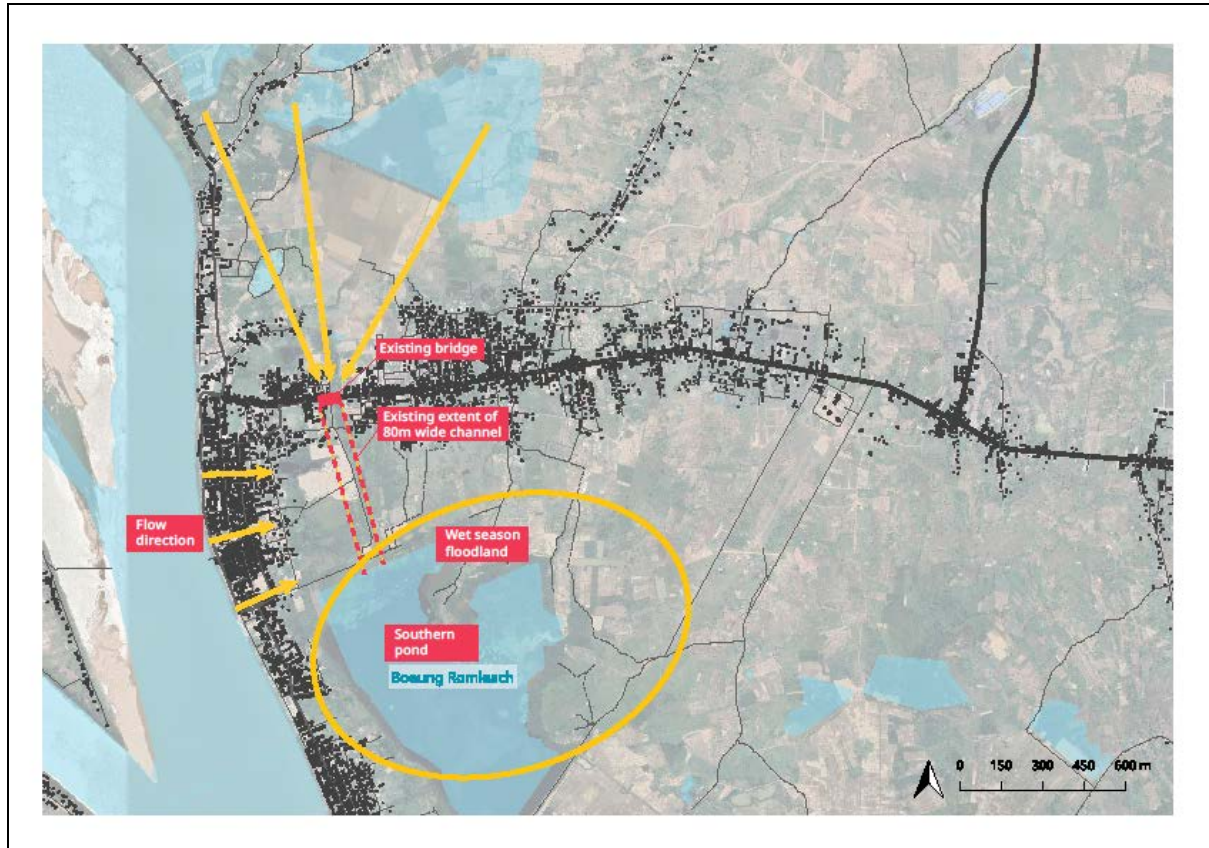 Existing bridge
Existing extent of
80m wide channel
Flow
direction
Wet season
floodland
Southern
pond
Boeung Romleach
0 150 300 450 600 m